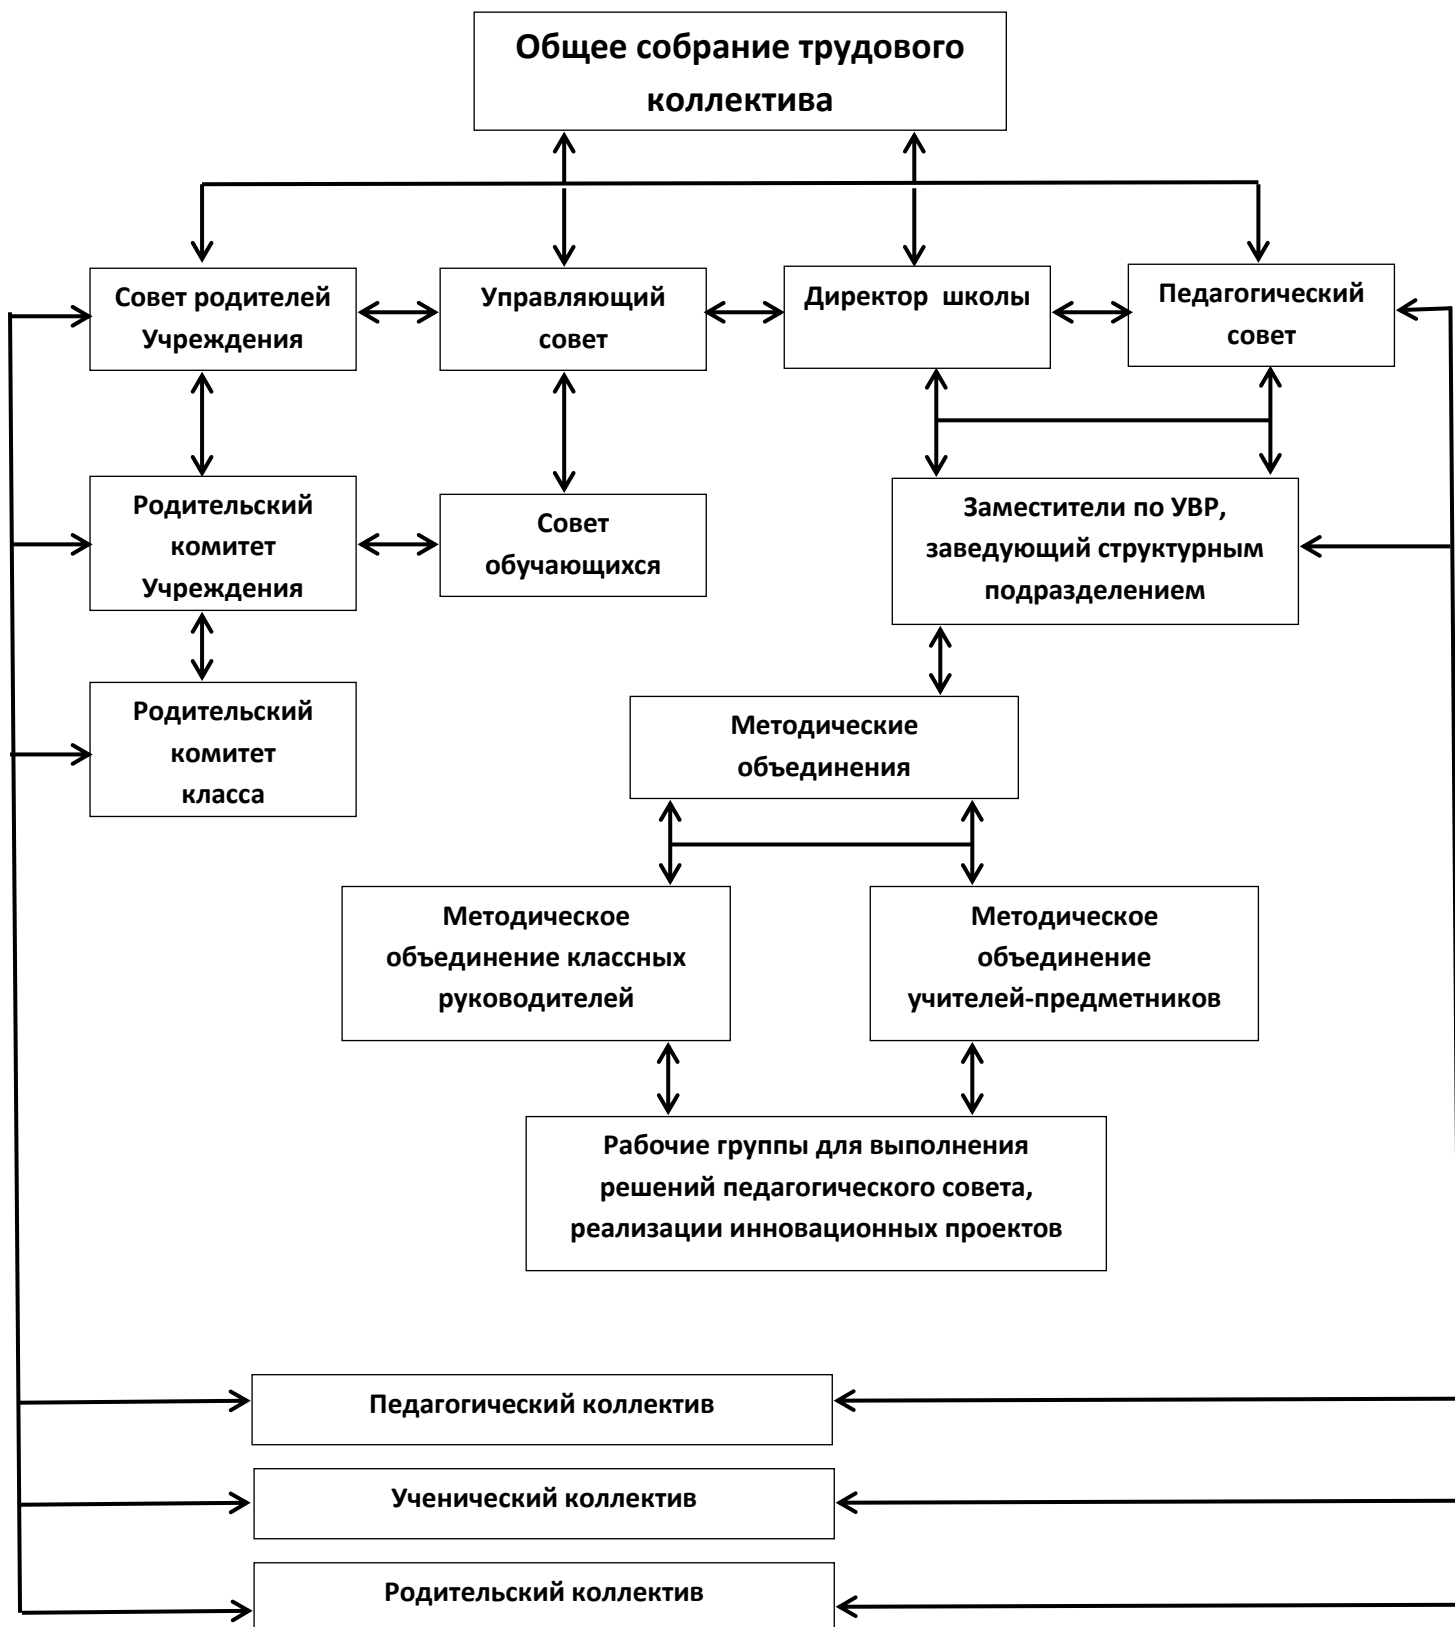 Общее собрание трудового
коллектива
Совет родителей
Учреждения
Управляющий
совет
Директор  школы
Педагогический
совет
Родительский
комитет
Учреждения
Совет
обучающихся
Заместители по УВР,
заведующий структурным
подразделением
Родительский
комитет
класса
Методические
объединения
Методическое
объединение классных
руководителей
Методическое
объединение
учителей-предметников
Рабочие группы для выполнения
решений педагогического совета,
реализации инновационных проектов
Педагогический коллектив
Ученический коллектив
Родительский коллектив